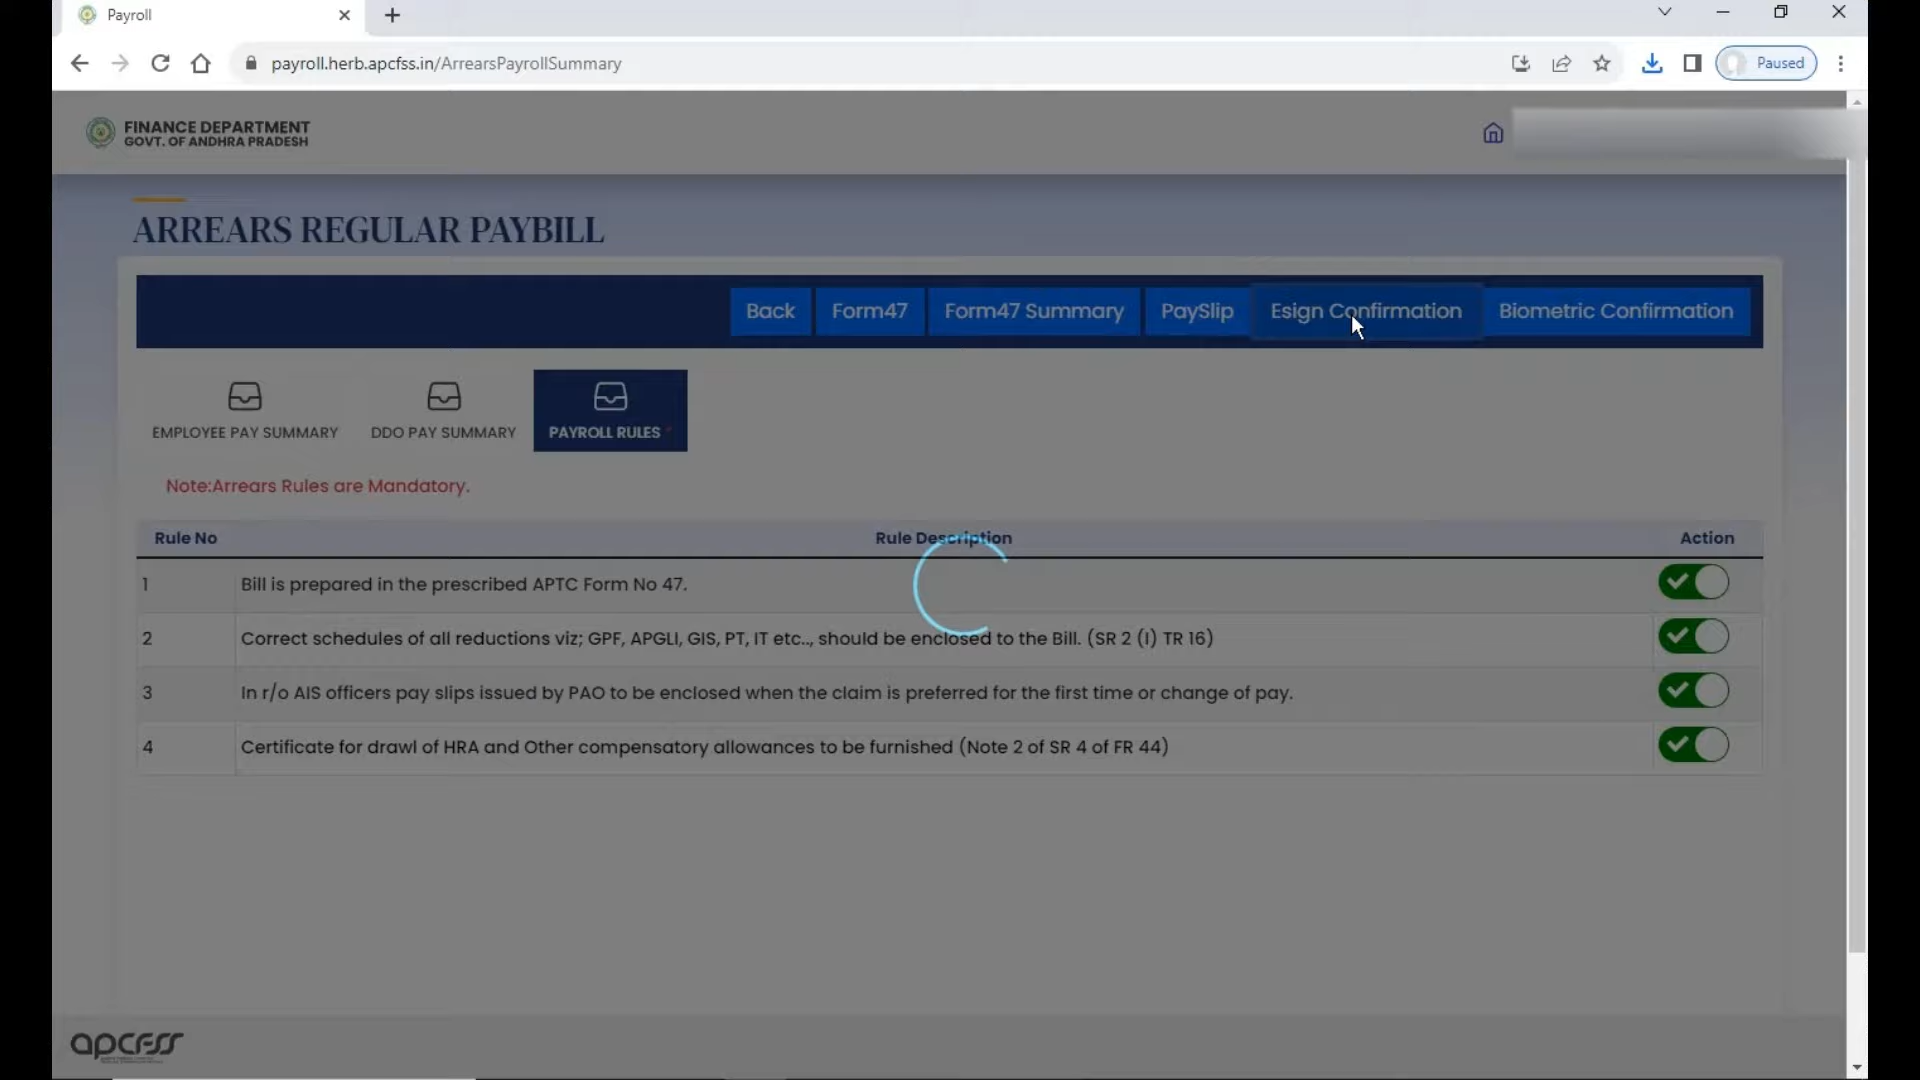 Payroll
payroll.herb.apcfss.in/ArrearsPayrollSummary
Paused
FINANCE DEPARTMENT
GOVT. OF ANDHRA PRADESH
ARREARS REGULAR PAYBILL
Back Form47 Form47 Summary PaySlip Esign Confirmation Biometric Confirmation
EMPLOYEE PAY SUMMARY DDO PAY SUMMARY PAYROLL RULES *
Note:Arrears Rules are Mandatory.
Rule No Rule Description Action
1 Bill is prepared in the prescribed APTC Form No 47.
2 Correct schedules of all reductions viz; GPF, APGLI, GIS, PT, IT etc.., should be enclosed to the Bill. (SR 2 (I) TR 16)
3 In r/o AIS officers pay slips issued by PAO to be enclosed when the claim is preferred for the first time or change of pay.
4 Certificate for drawl of HRA and Other compensatory allowances to be furnished (Note 2 of SR 4 of FR 44)
apcfss